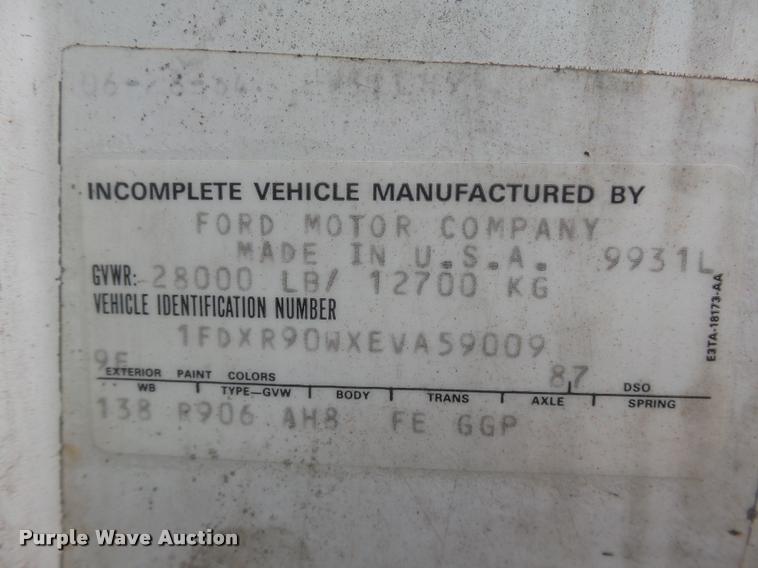 INCOMPLETE VEHICLE MANUFACTURED BY
FORD MOTOR COMPANY
MADE IN U.S.A. 9931L
GVWR: 28000 LB/ 12700 KG
VEHICLE IDENTIFICATION NUMBER
1FDXR90WXEVA59009
9E 87
EXTERIOR PAINT COLORS DSO
WB TYPE-GVW BODY TRANS AXLE SPRING
138 R906 AH8 FE GGP
E3TA-18173-AA
Purple Wave Auction